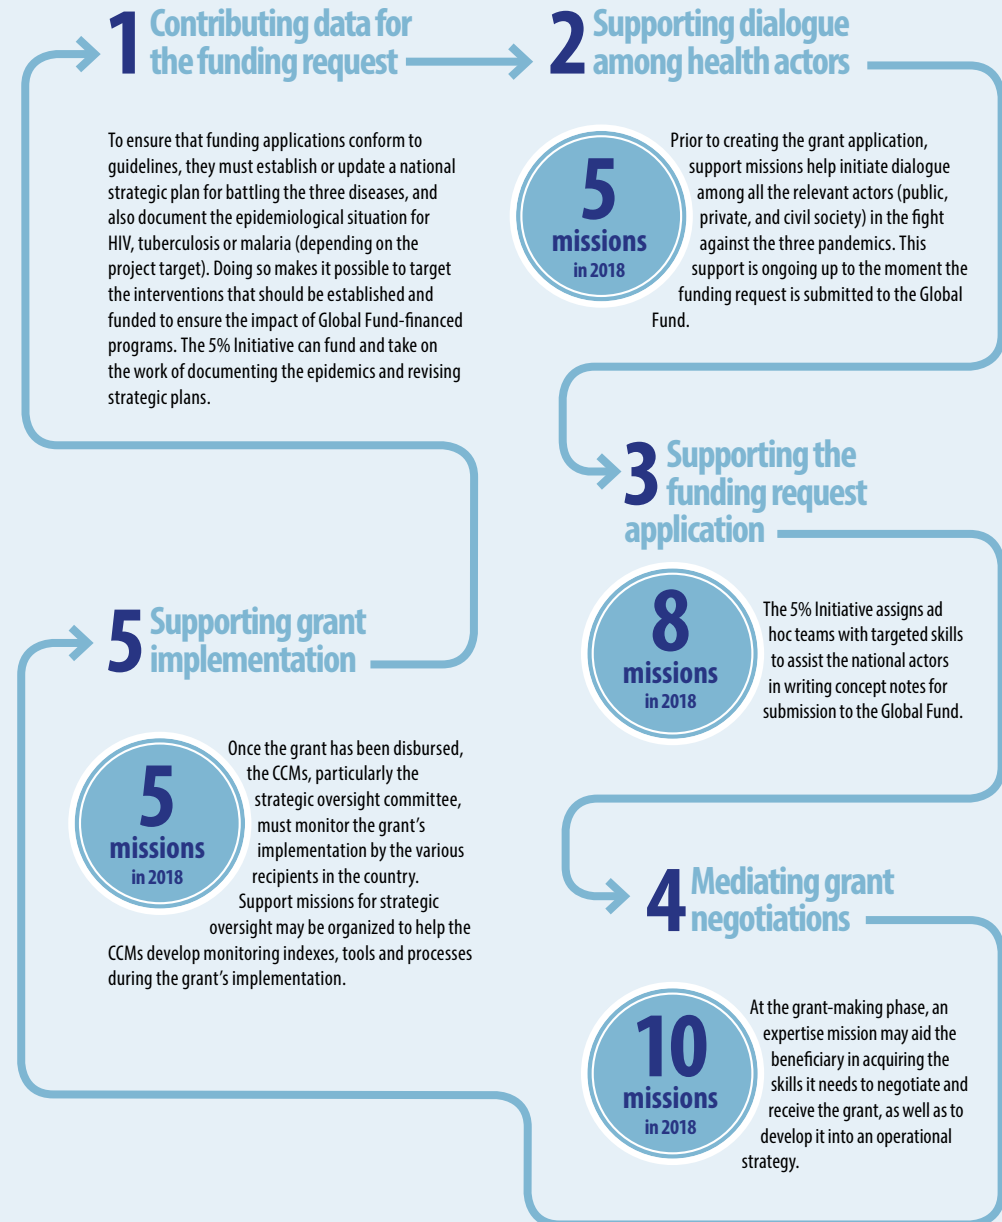 1 Contributing data for
the funding request
To ensure that funding applications conform to
guidelines, they must establish or update a national
strategic plan for battling the three diseases, and
also document the epidemiological situation for
HIV, tuberculosis or malaria (depending on the
project target). Doing so makes it possible to target
the interventions that should be established and
funded to ensure the impact of Global Fund-financed
programs. The 5% Initiative can fund and take on
the work of documenting the epidemics and revising
strategic plans.
2 Supporting dialogue
among health actors
5
missions
in 2018
Prior to creating the grant application,
support missions help initiate dialogue
among all the relevant actors (public,
private, and civil society) in the fight
against the three pandemics. This
support is ongoing up to the moment the
funding request is submitted to the Global
Fund.
3 Supporting the
funding request
application
8
missions
in 2018
The 5% Initiative assigns ad
hoc teams with targeted skills
to assist the national actors
in writing concept notes for
submission to the Global Fund.
4 Mediating grant
negotiations
10
missions
in 2018
At the grant-making phase, an
expertise mission may aid the
beneficiary in acquiring the
skills it needs to negotiate and
receive the grant, as well as to
develop it into an operational
strategy.
5 Supporting grant
implementation
5
missions
in 2018
Once the grant has been disbursed,
the CCMs, particularly the
strategic oversight committee,
must monitor the grant's
implementation by the various
recipients in the country.
Support missions for strategic
oversight may be organized to help the
CCMs develop monitoring indexes, tools and processes
during the grant's implementation.